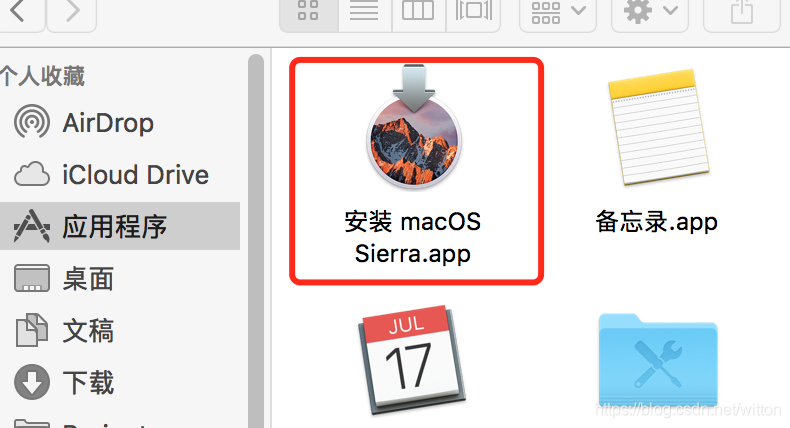 个人收藏
AirDrop
iCloud Drive
应用程序
桌面
文稿
下载
安装 macOS
Sierra.app
备忘录.app
JUL
17
https://blog.csdn.net/witton